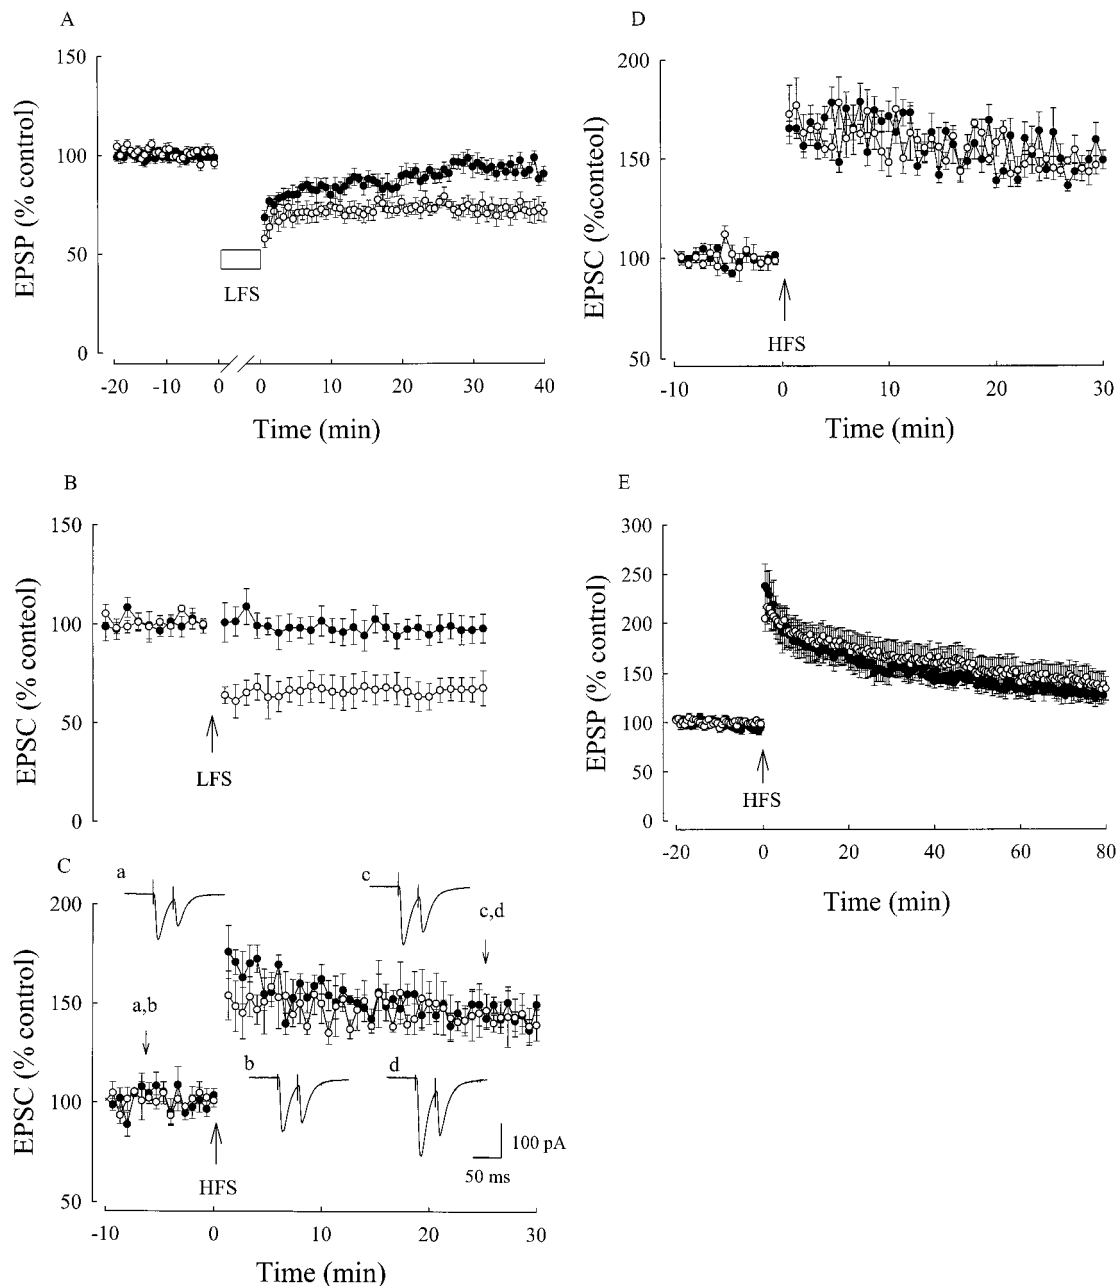 A
150
100
50
0
EPSP (% control)
LFS
-20 -10 0 0 10 20 30 40
Time (min)
D
200
150
100
50
EPSC (%conteol)
HFS
-10 0 10 20 30
Time (min)
B
150
100
50
0
EPSC (% conteol)
LFS
E
300
250
200
150
100
50
0
EPSP (% control)
HFS
-20 0 20 40 60 80
Time (min)
C
200
150
100
50
EPSC (% control)
a
c
c,d
a,b
b
d
HFS
100 pA
50 ms
-10 0 10 20 30
Time (min)